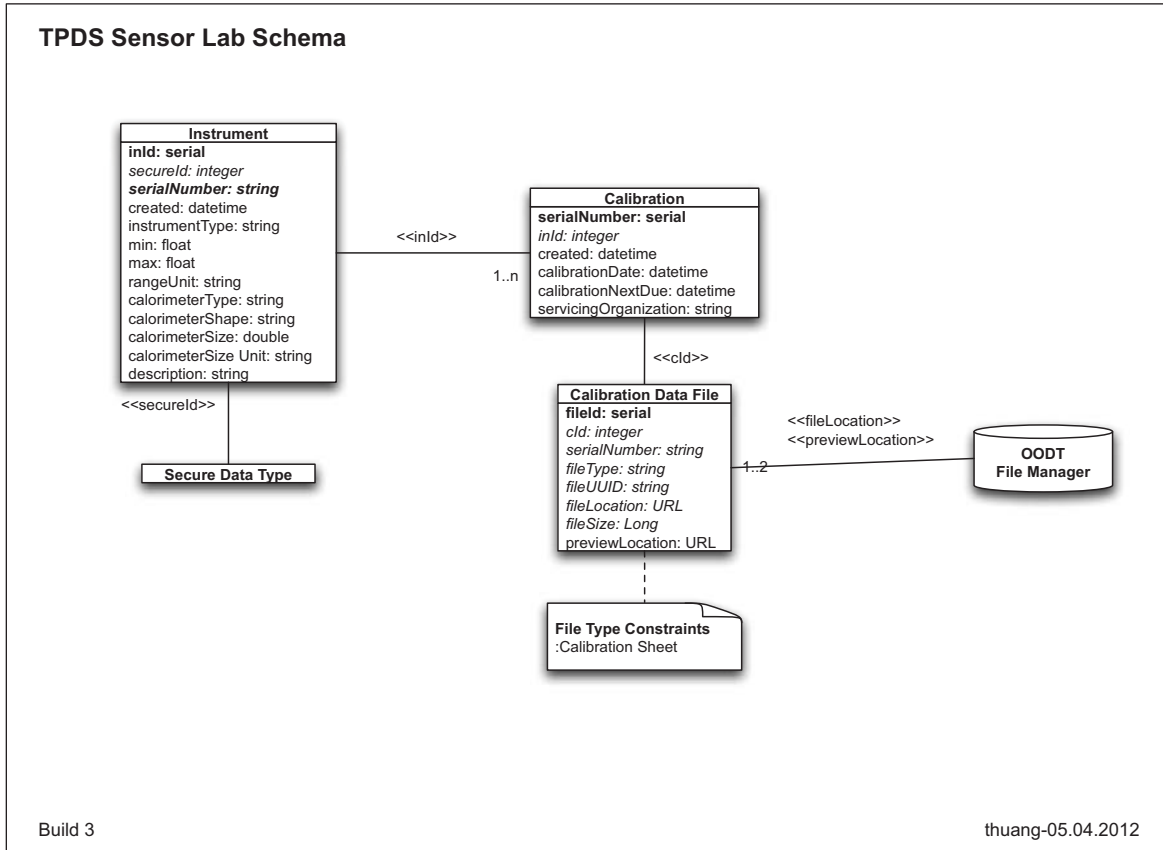 TPDS Sensor Lab Schema
Instrument
inId: serial
secureId: integer
serialNumber: string
created: datetime
instrumentType: string
min: float
max: float
rangeUnit: string
calorimeterType: string
calorimeterShape: string
calorimeterSize: double
calorimeterSize Unit: string
description: string
<<inId>>
1..n
Calibration
serialNumber: serial
inId: integer
created: datetime
calibrationDate: datetime
calibrationNextDue: datetime
servicingOrganization: string
<<secureId>>
Secure Data Type
<<cId>>
Calibration Data File
fileId: serial
cId: integer
serialNumber: string
fileType: string
fileUUID: string
fileLocation: URL
fileSize: Long
previewLocation: URL
<<fileLocation>>
<<previewLocation>>
1..2
OODT
File Manager
File Type Constraints
:Calibration Sheet
Build 3
thuang-05.04.2012